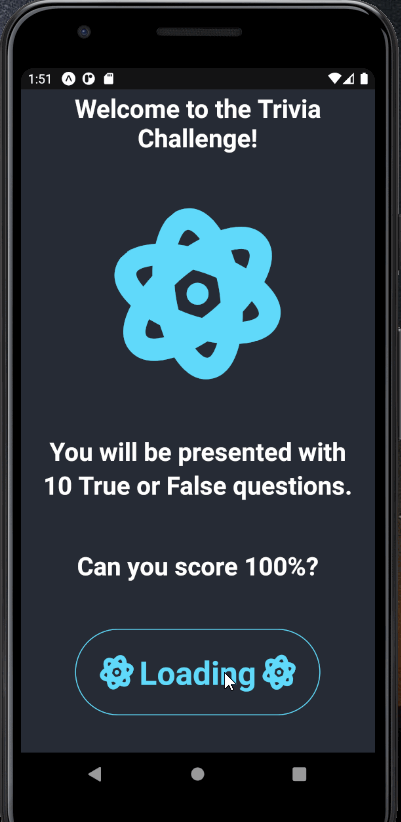 1:51
Welcome to the Trivia
Challenge!
You will be presented with
10 True or False questions.
Can you score 100%?
Loading